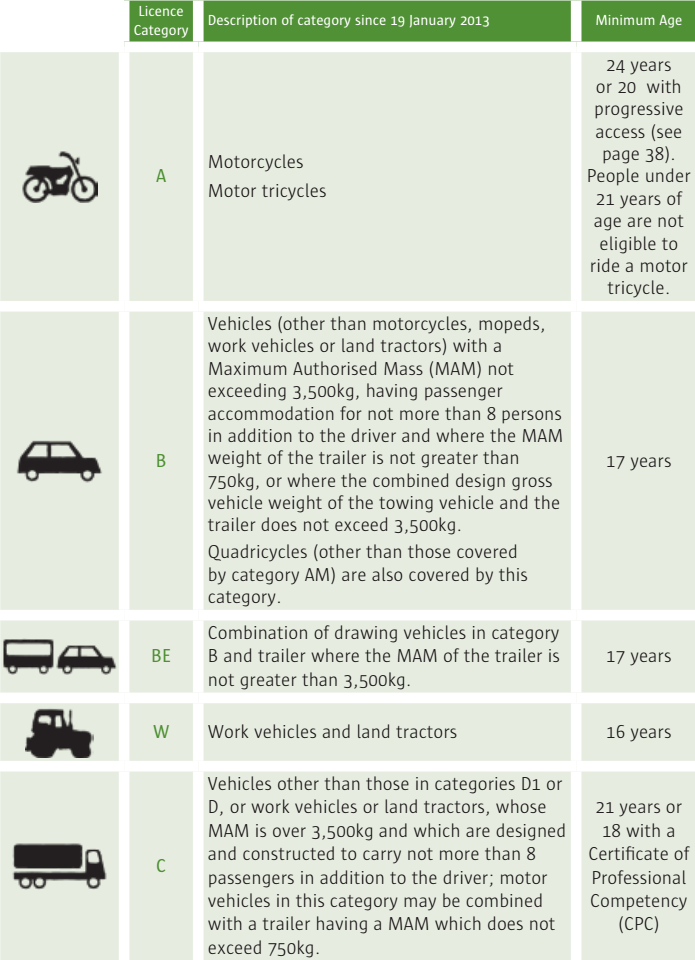 Licence
Category
Description of category since 19 January 2013
Minimum Age
A
Motorcycles
Motor tricycles
24 years
or 20 with
progressive
access (see
page 38).
People under
21 years of
age are not
eligible to
ride a motor
tricycle.
B
Vehicles (other than motorcycles, mopeds,
work vehicles or land tractors) with a
Maximum Authorised Mass (MAM) not
exceeding 3,500kg, having passenger
accommodation for not more than 8 persons
in addition to the driver and where the MAM
weight of the trailer is not greater than
750kg, or where the combined design gross
vehicle weight of the towing vehicle and the
trailer does not exceed 3,500kg.
Quadricycles (other than those covered
by category AM) are also covered by this
category.
17 years
BE
Combination of drawing vehicles in category
B and trailer where the MAM of the trailer is
not greater than 3,500kg.
17 years
W
Work vehicles and land tractors
16 years
C
Vehicles other than those in categories D1 or
D, or work vehicles or land tractors, whose
MAM is over 3,500kg and which are designed
and constructed to carry not more than 8
passengers in addition to the driver; motor
vehicles in this category may be combined
with a trailer having a MAM which does not
exceed 750kg.
21 years or
18 with a
Certificate of
Professional
Competency
(CPC)